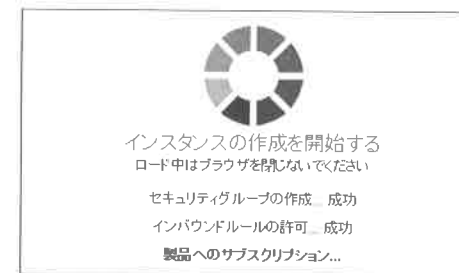 インスタンスの作成を開始する
ロード中はブラウザを閉じないでください
セキュリティグループの作成... 成功
インバウンドルールの許可... 成功
製品へのサブスクリプション...